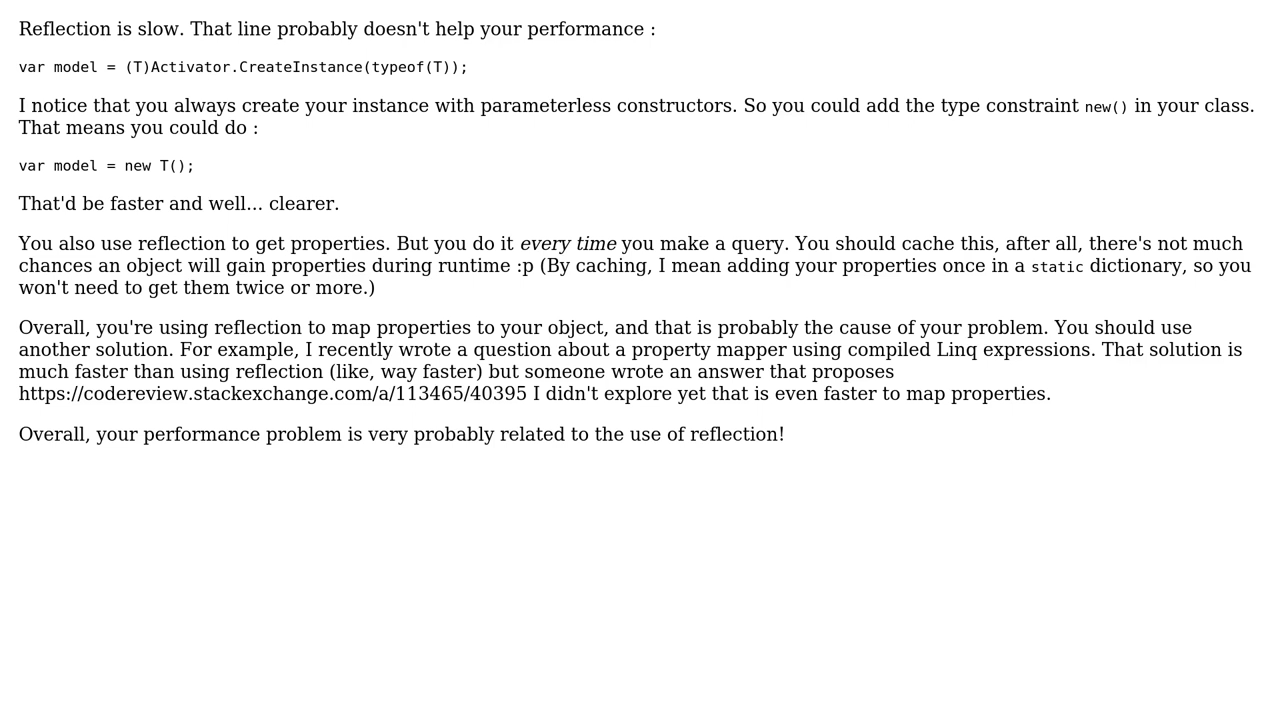 Reflection is slow. That line probably doesn't help your performance :
var model = (T)Activator.CreateInstance(typeof(T));
I notice that you always create your instance with parameterless constructors. So you could add the type constraint new() in your class.
That means you could do :
var model = new T();
That'd be faster and well... clearer.
You also use reflection to get properties. But you do it every time you make a query. You should cache this, after all, there's not much
chances an object will gain properties during runtime :p (By caching, I mean adding your properties once in a static dictionary, so you
won't need to get them twice or more.)
Overall, you're using reflection to map properties to your object, and that is probably the cause of your problem. You should use
another solution. For example, I recently wrote a question about a property mapper using compiled Linq expressions. That solution is
much faster than using reflection (like, way faster) but someone wrote an answer that proposes
https://codereview.stackexchange.com/a/113465/40395 I didn't explore yet that is even faster to map properties.
Overall, your performance problem is very probably related to the use of reflection!